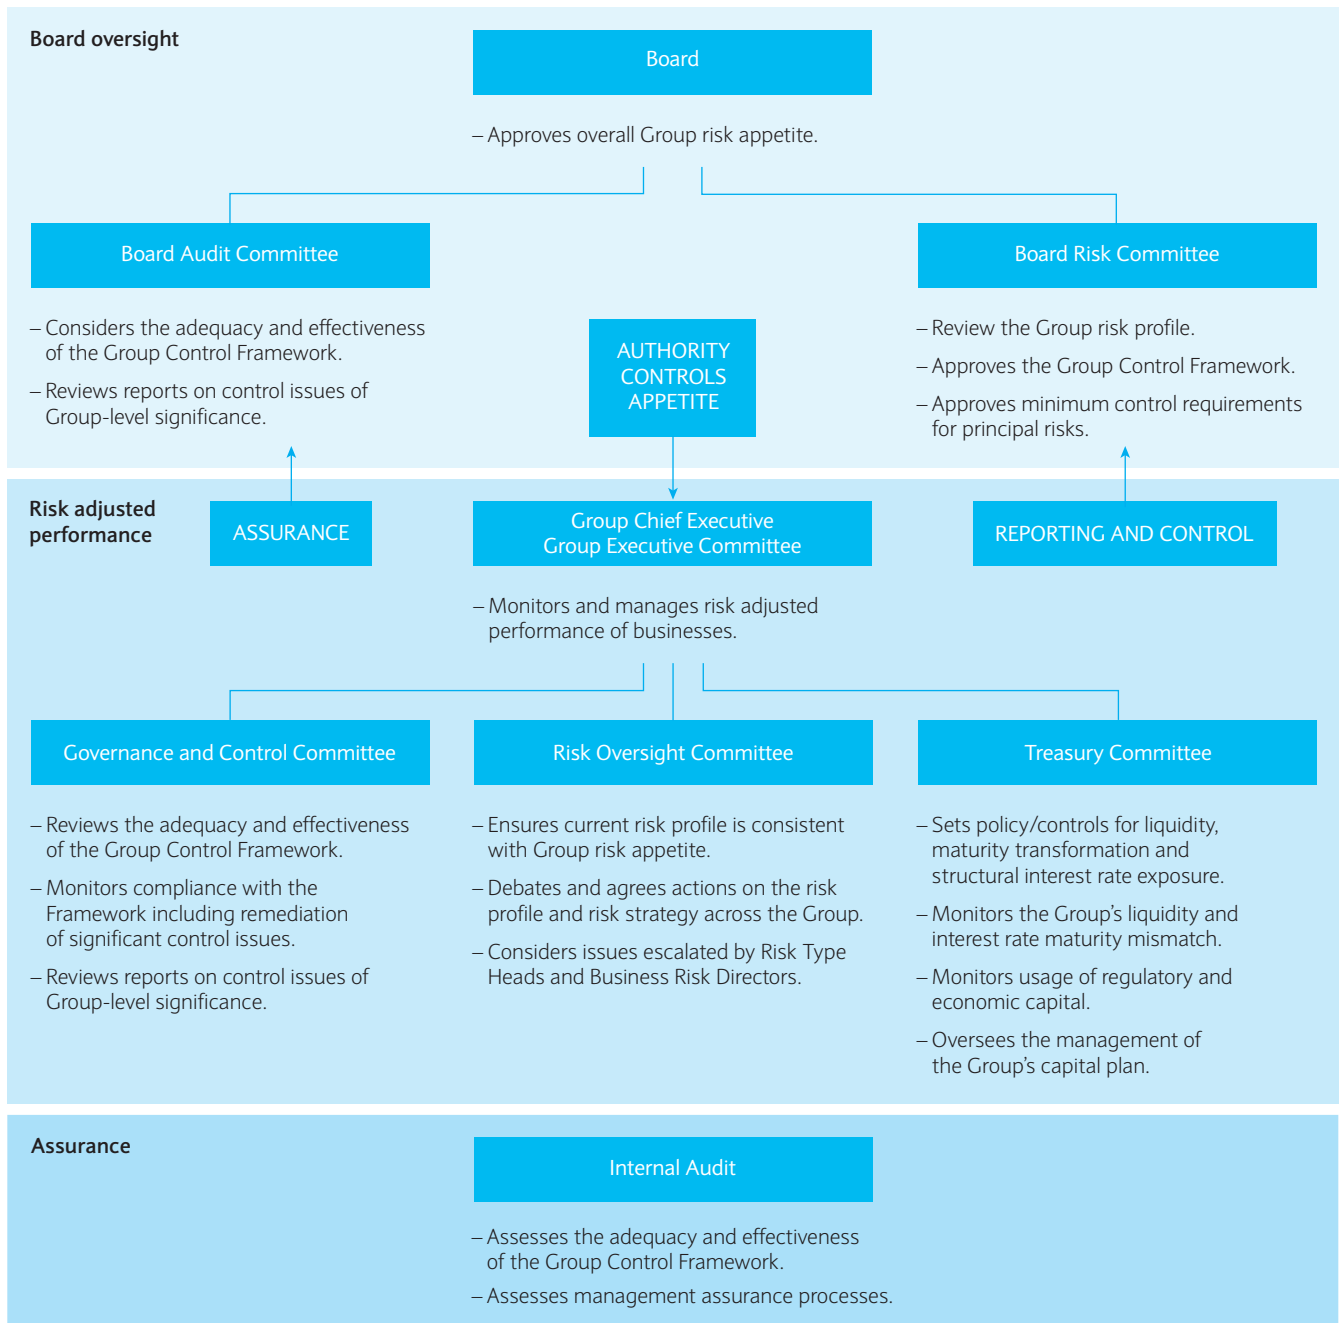 Board oversight
Board
– Approves overall Group risk appetite.
Board Audit Committee
– Considers the adequacy and effectiveness
of the Group Control Framework.
– Reviews reports on control issues of
Group-level significance.
AUTHORITY
CONTROLS
APPETITE
Board Risk Committee
– Review the Group risk profile.
– Approves the Group Control Framework.
– Approves minimum control requirements
for principal risks.
Risk adjusted
performance
ASSURANCE
Group Chief Executive
Group Executive Committee
REPORTING AND CONTROL
– Monitors and manages risk adjusted
performance of businesses.
Governance and Control Committee
– Reviews the adequacy and effectiveness
of the Group Control Framework.
– Monitors compliance with the
Framework including remediation
of significant control issues.
– Reviews reports on control issues of
Group-level significance.
Risk Oversight Committee
– Ensures current risk profile is consistent
with Group risk appetite.
– Debates and agrees actions on the risk
profile and risk strategy across the Group.
– Considers issues escalated by Risk Type
Heads and Business Risk Directors.
Treasury Committee
– Sets policy/controls for liquidity,
maturity transformation and
structural interest rate exposure.
– Monitors the Group’s liquidity and
interest rate maturity mismatch.
– Monitors usage of regulatory and
economic capital.
– Oversees the management of
the Group’s capital plan.
Assurance
Internal Audit
– Assesses the adequacy and effectiveness
of the Group Control Framework.
– Assesses management assurance processes.